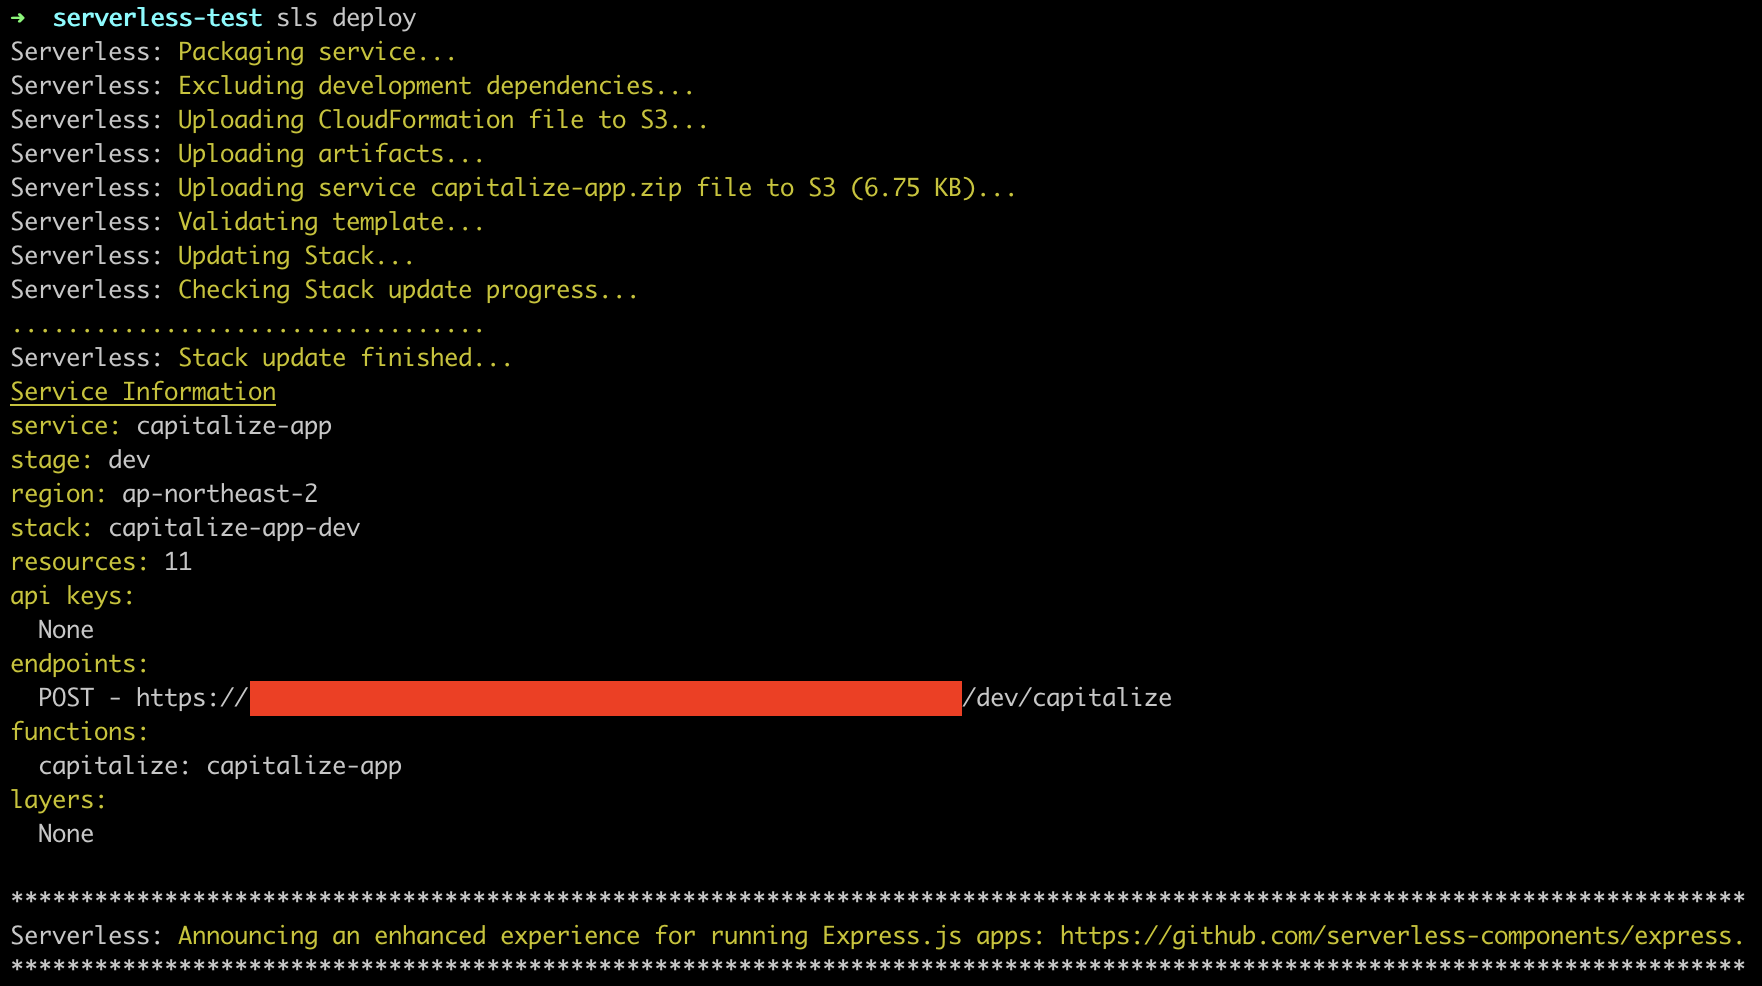 ➜  serverless-test sls deploy
Serverless: Packaging service...
Serverless: Excluding development dependencies...
Serverless: Uploading CloudFormation file to S3...
Serverless: Uploading artifacts...
Serverless: Uploading service capitalize-app.zip file to S3 (6.75 KB)...
Serverless: Validating template...
Serverless: Updating Stack...
Serverless: Checking Stack update progress...
..................................
Serverless: Stack update finished...
Service Information
service: capitalize-app
stage: dev
region: ap-northeast-2
stack: capitalize-app-dev
resources: 11
api keys:
  None
endpoints:
  POST - https:///dev/capitalize
functions:
  capitalize: capitalize-app
layers:
  None
****************************************************************************************************************************
Serverless: Announcing an enhanced experience for running Express.js apps: https://github.com/serverless-components/express.
****************************************************************************************************************************